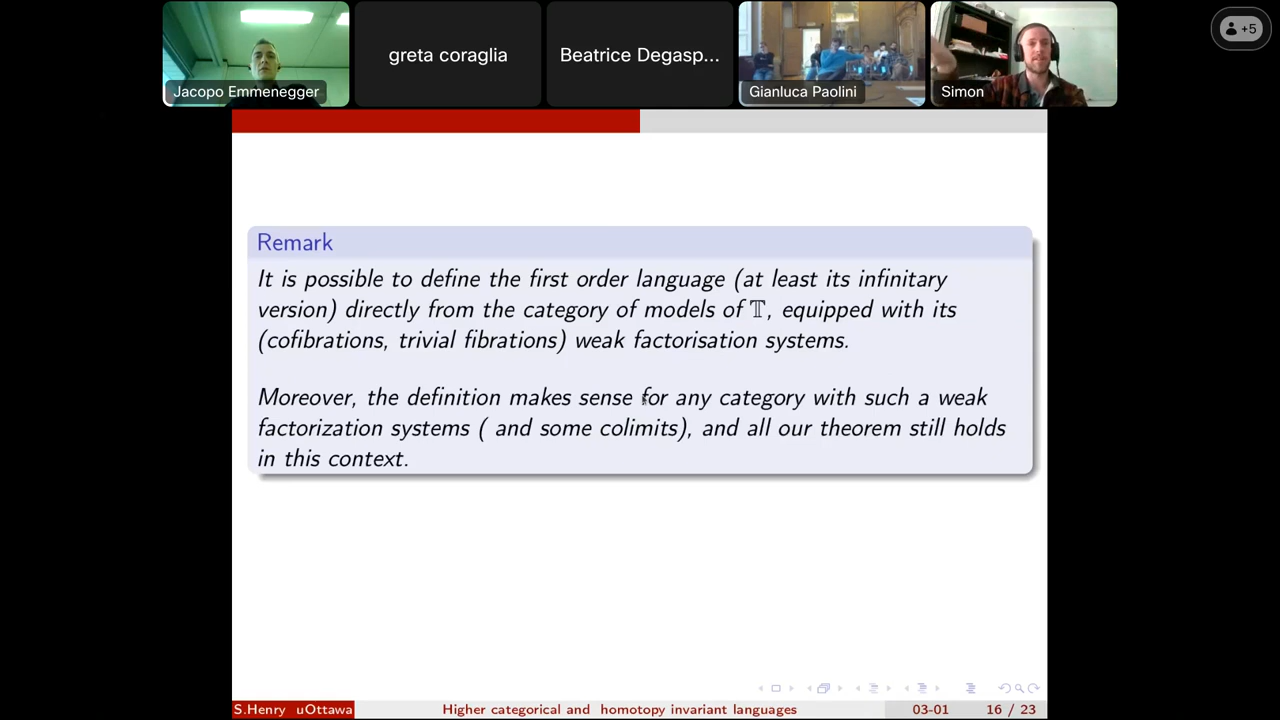 +5
Jacopo Emmenegger
greta coraglia
Beatrice Degasp...
Gianluca Paolini
Simon
Remark
It is possible to define the first order language (at least its infinitary
version) directly from the category of models of 𝕋, equipped with its
(cofibrations, trivial fibrations) weak factorisation systems.
Moreover, the definition makes sense for any category with such a weak
factorization systems ( and some colimits), and all our theorem still holds
in this context.
S.Henry uOttawa
Higher categorical and homotopy invariant languages
03-01
16 / 23